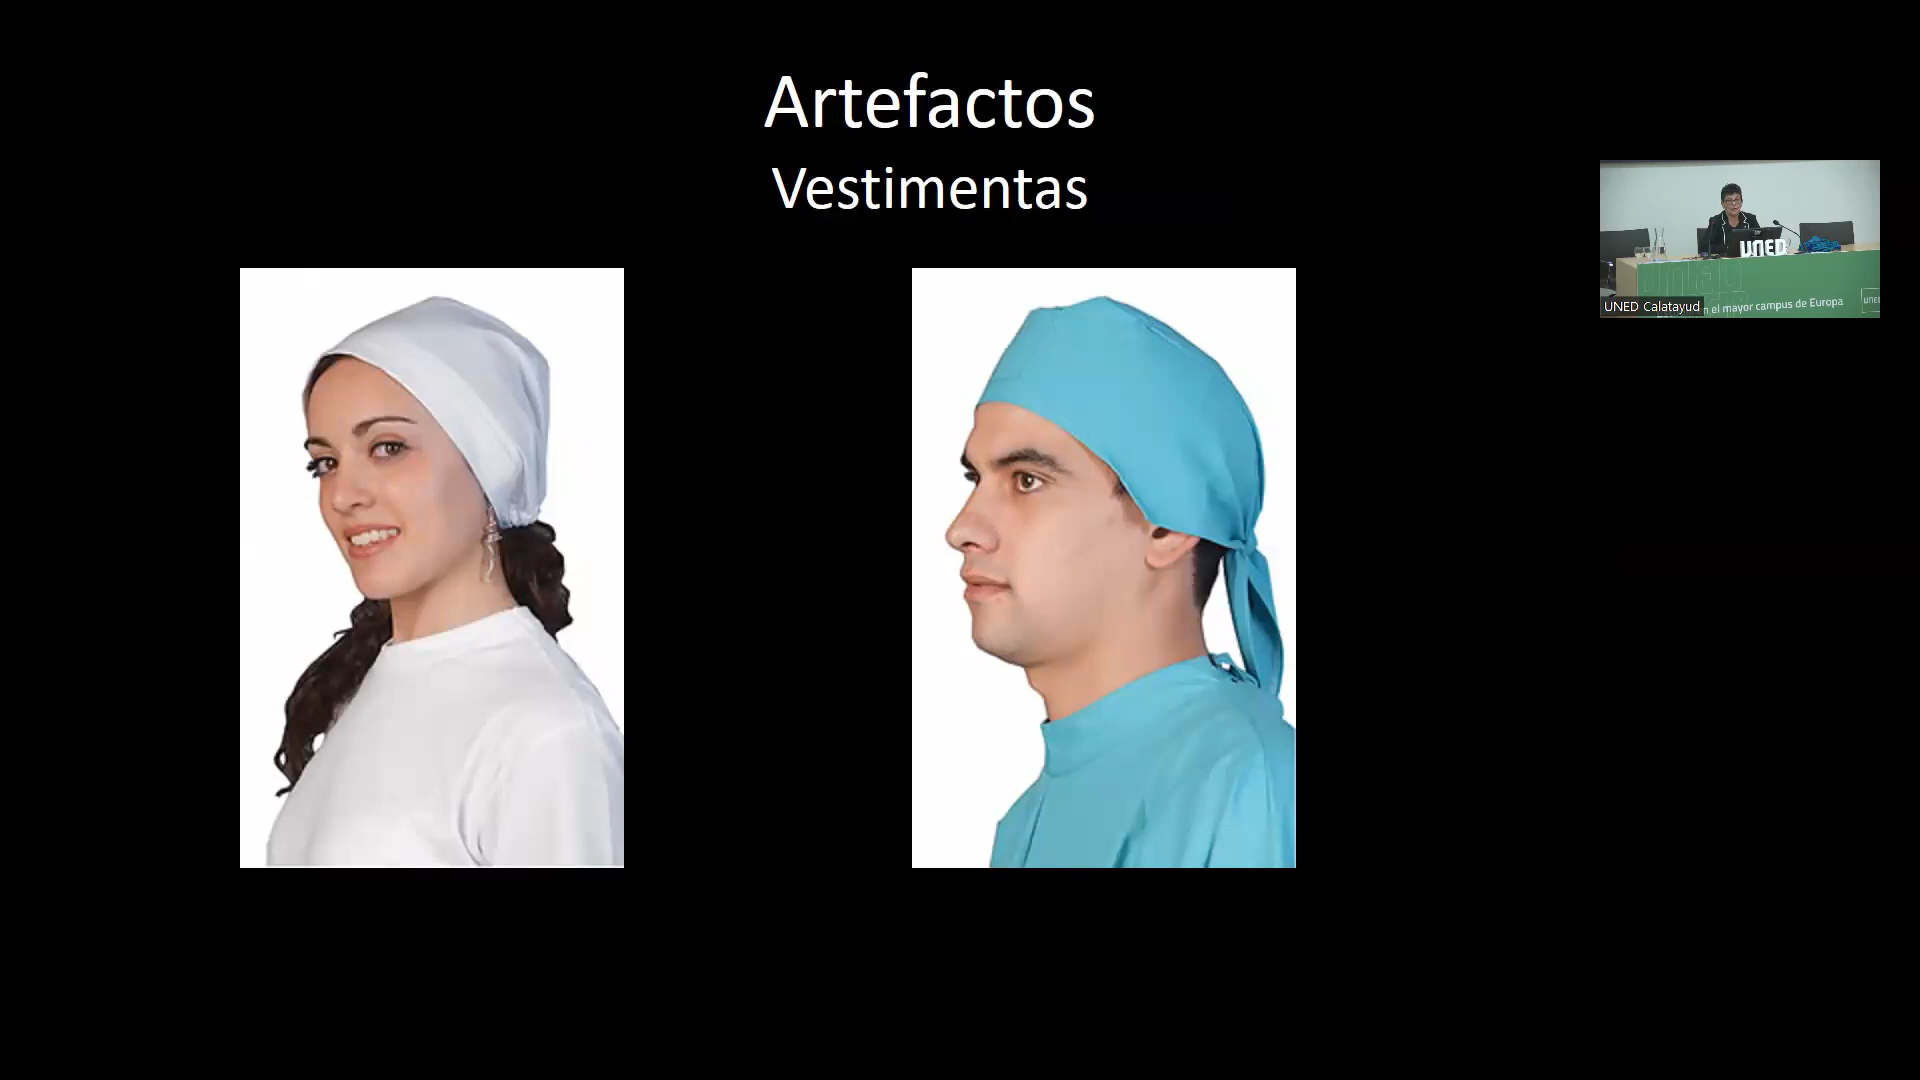 Artefactos
Vestimentas
UNED
UNED Calatayud
n el mayor campus de Europa